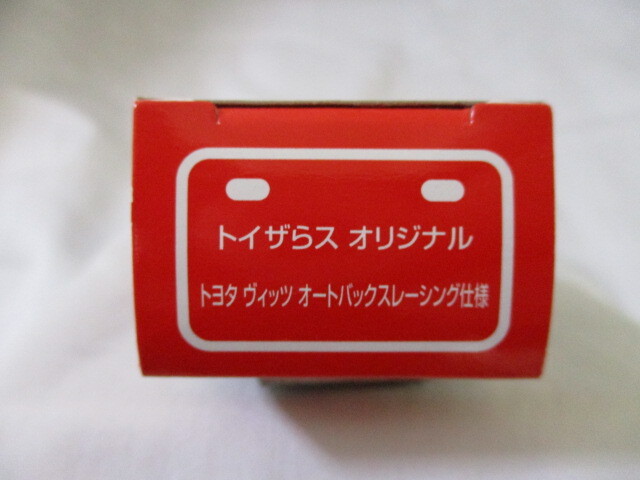 トイザらス オリジナル
トヨタ ヴィッツ オートバックスレーシング仕様